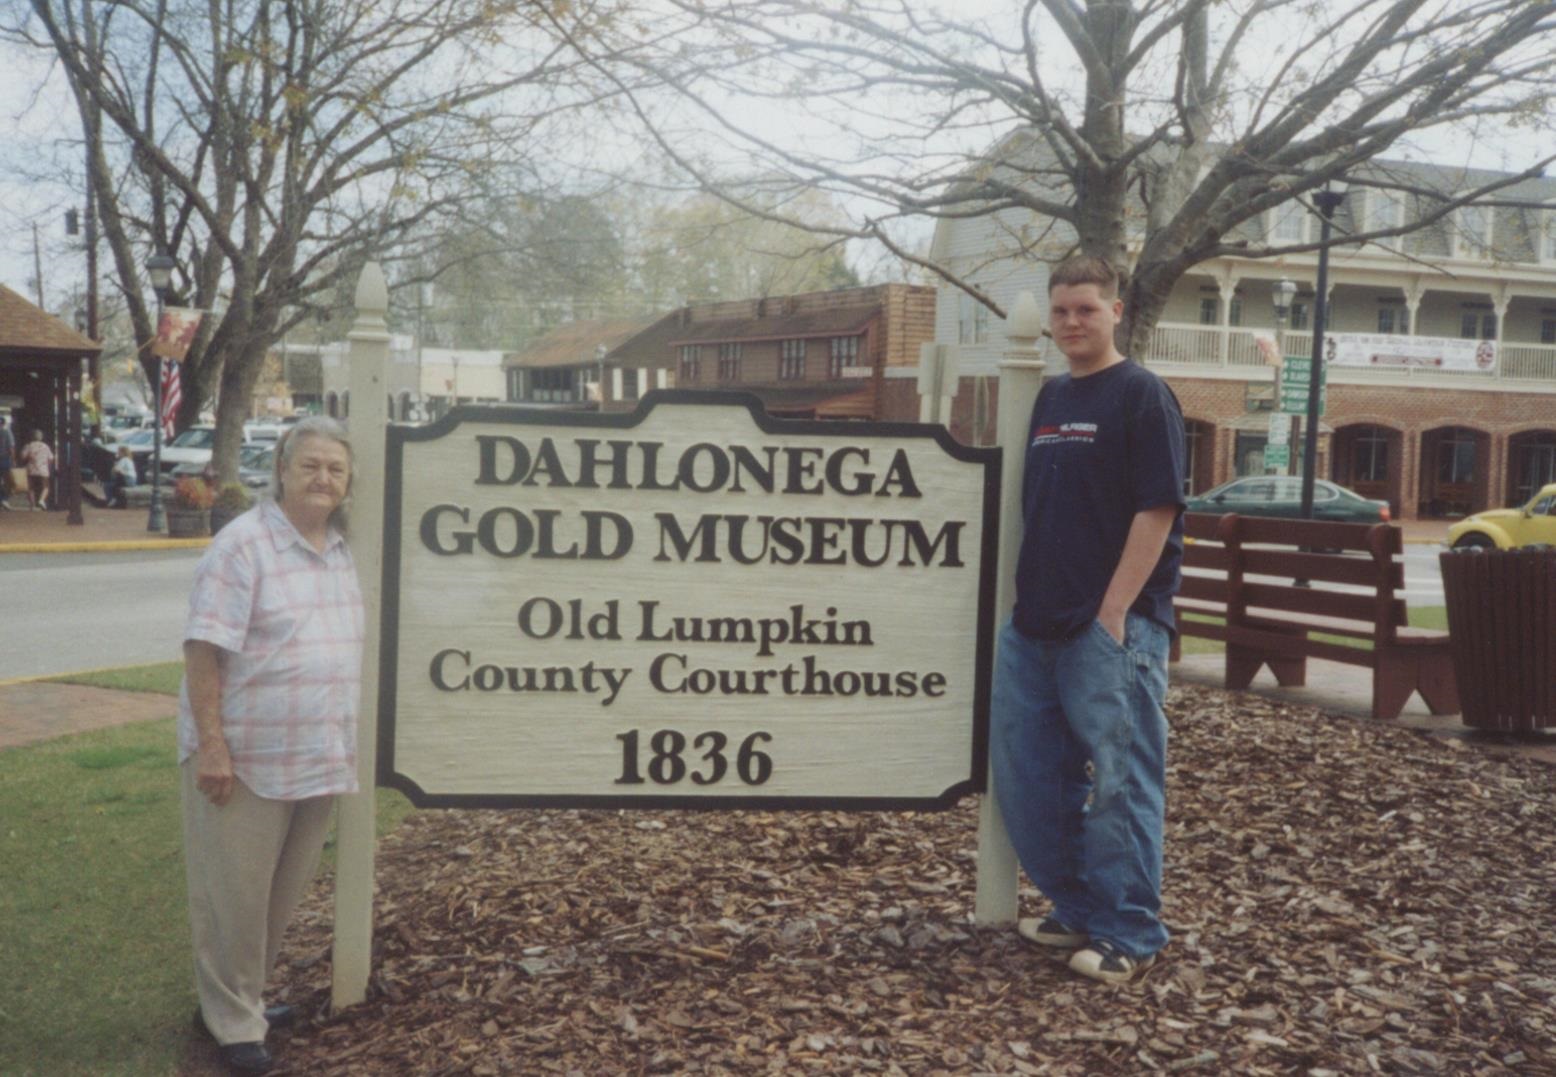 DAHLONEGA
GOLD MUSEUM
Old Lumpkin
County Courthouse
1836